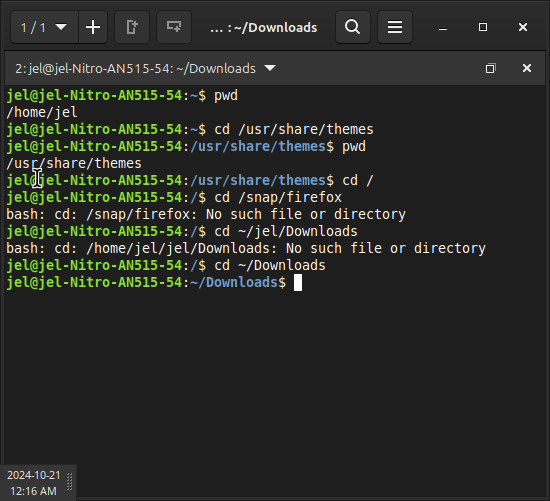 1 / 1
... : ~/Downloads
2: jel@jel-Nitro-AN515-54: ~/Downloads
jel@jel-Nitro-AN515-54:~$ pwd
/home/jel
jel@jel-Nitro-AN515-54:~$ cd /usr/share/themes
jel@jel-Nitro-AN515-54:/usr/share/themes$ pwd
/usr/share/themes
jel@jel-Nitro-AN515-54:/usr/share/themes$ cd /
jel@jel-Nitro-AN515-54:/$ cd /snap/firefox
bash: cd: /snap/firefox: No such file or directory
jel@jel-Nitro-AN515-54:/$ cd ~/jel/Downloads
bash: cd: /home/jel/jel/Downloads: No such file or directory
jel@jel-Nitro-AN515-54:/$ cd ~/Downloads
jel@jel-Nitro-AN515-54:~/Downloads$
2024-10-21
12:16 AM